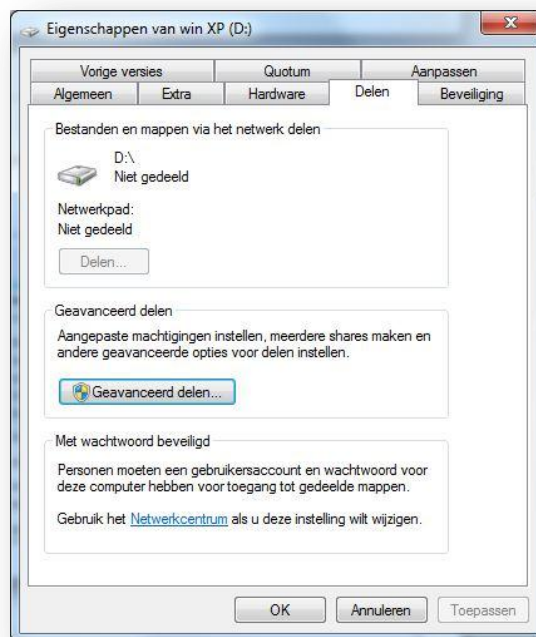 Eigenschappen van win XP (D:)
Vorige versies
Quotum
Aanpassen
Algemeen
Extra
Hardware
Delen
Beveiliging
Bestanden en mappen via het netwerk delen
D:\
Niet gedeeld
Netwerkpad:
Niet gedeeld
Delen...
Geavanceerd delen
Aangepaste machtigingen instellen, meerdere shares maken en
andere geavanceerde opties voor delen instellen.
Geavanceerd delen...
Met wachtwoord beveiligd
Personen moeten een gebruikersaccount en wachtwoord voor
deze computer hebben voor toegang tot gedeelde mappen.
Gebruik het Netwerkcentrum als u deze instelling wilt wijzigen.
OK
Annuleren
Toepassen